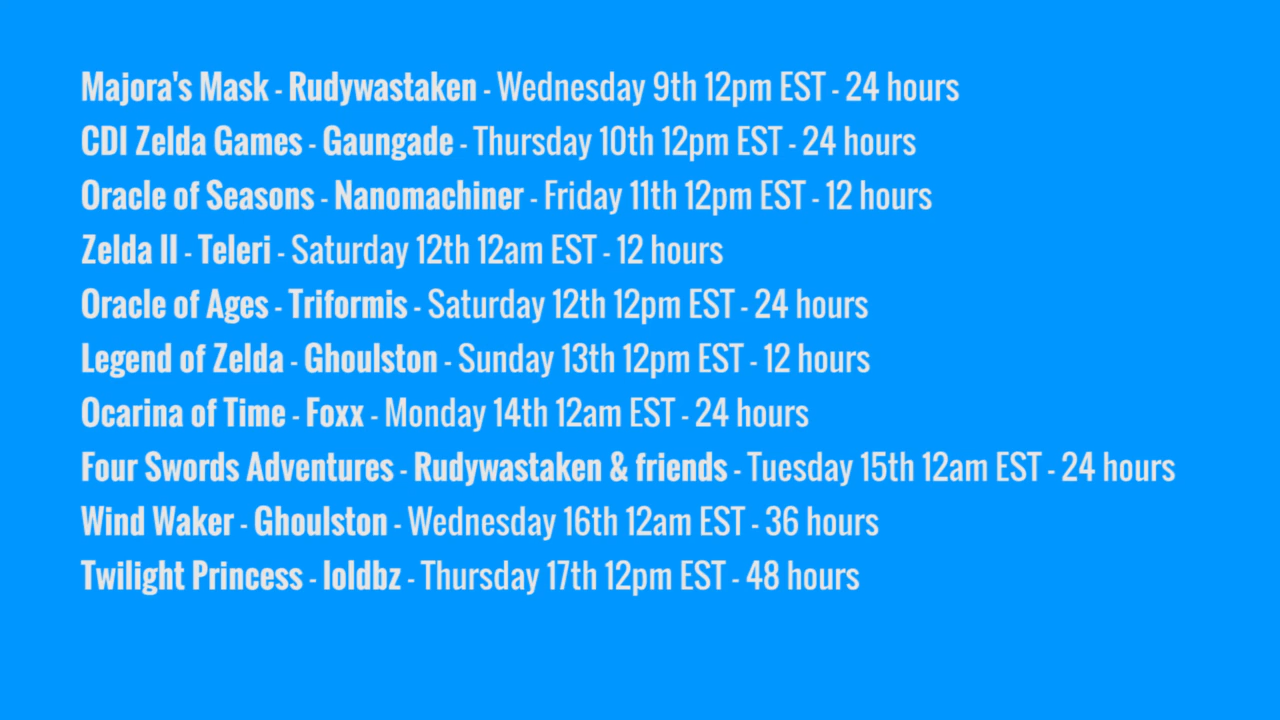 Majora's Mask - Rudywastaken - Wednesday 9th 12pm EST - 24 hours
CDI Zelda Games - Gaungade - Thursday 10th 12pm EST - 24 hours
Oracle of Seasons - Nanomachiner - Friday 11th 12pm EST - 12 hours
Zelda II - Teleri - Saturday 12th 12am EST - 12 hours
Oracle of Ages - Triformis - Saturday 12th 12pm EST - 24 hours
Legend of Zelda - Ghoulston - Sunday 13th 12pm EST - 12 hours
Ocarina of Time - Foxx - Monday 14th 12am EST - 24 hours
Four Swords Adventures - Rudywastaken & friends - Tuesday 15th 12am EST - 24 hours
Wind Waker - Ghoulston - Wednesday 16th 12am EST - 36 hours
Twilight Princess - loldbz - Thursday 17th 12pm EST - 48 hours